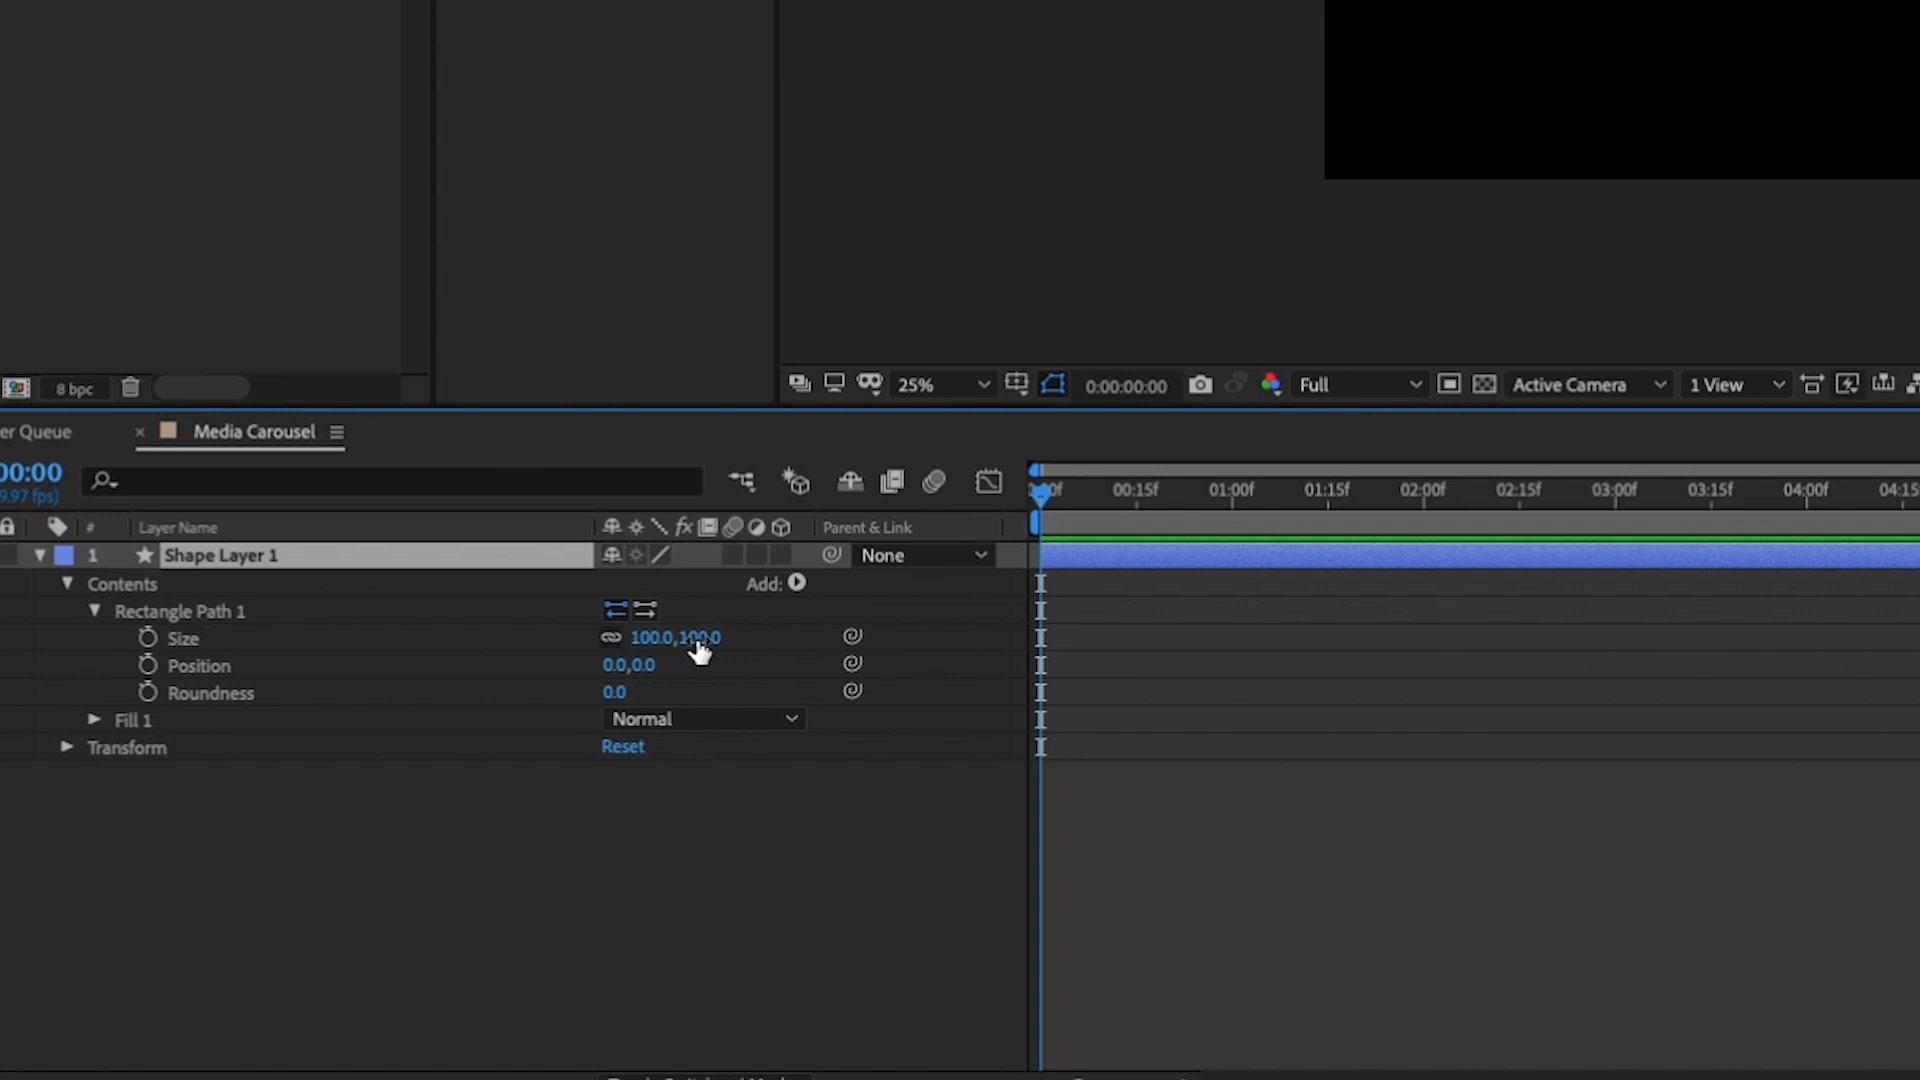 8 bpc
25%
0:00:00:00
Full
Active Camera
1 View
er Queue
× Media Carousel
00:00
9.97 fps)
00:15f 01:00f 01:15f 02:00f 02:15f 03:00f 03:15f 04:00f 04:15
# Layer Name
fx
Parent & Link
1 Shape Layer 1
None
Contents
Add:
Rectangle Path 1
Size
100.0,100.0
Position
0.0,0.0
Roundness
0.0
Fill 1
Normal
Transform
Reset